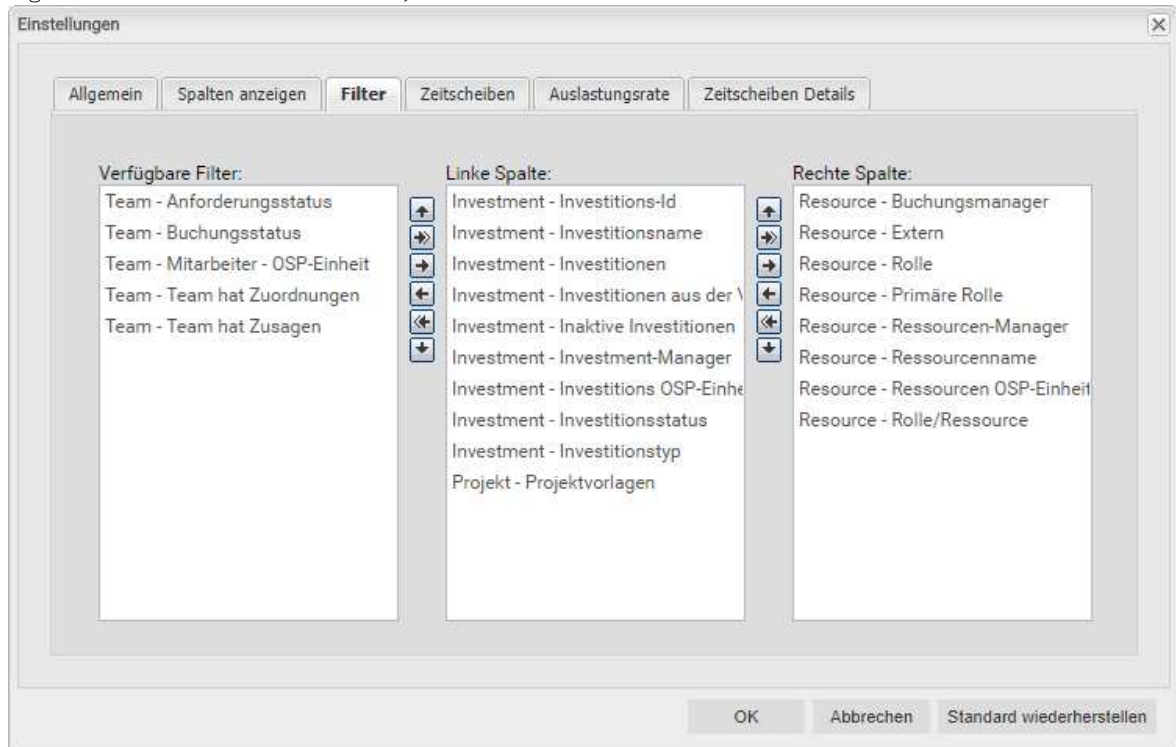 Einstellungen
Allgemein Spalten anzeigen Filter Zeitscheiben Auslastungsrate Zeitscheiben Details
Verfügbare Filter:
Team - Anforderungsstatus
Team - Buchungsstatus
Team - Mitarbeiter - OSP-Einheit
Team - Team hat Zuordnungen
Team - Team hat Zusagen
Linke Spalte:
Investment - Investitions-Id
Investment - Investitionsname
Investment - Investitionen
Investment - Investitionen aus der
Investment - Inaktive Investitionen
Investment - Investment-Manager
Investment - Investitions OSP-Einhe
Investment - Investitionsstatus
Investment - Investitionstyp
Projekt - Projektvorlagen
Rechte Spalte:
Resource - Buchungsmanager
Resource - Extern
Resource - Rolle
Resource - Primäre Rolle
Resource - Ressourcen-Manager
Resource - Ressourcenname
Resource - Ressourcen OSP-Einheit
Resource - Rolle/Ressource
OK Abbrechen Standard wiederherstellen